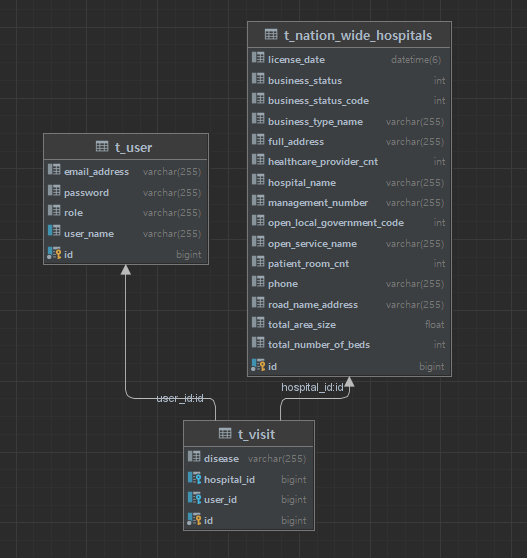 t_nation_wide_hospitals
license_date datetime(6)
business_status int
business_status_code int
business_type_name varchar(255)
full_address varchar(255)
healthcare_provider_cnt int
hospital_name varchar(255)
management_number varchar(255)
open_local_government_code int
open_service_name varchar(255)
patient_room_cnt int
phone varchar(255)
road_name_address varchar(255)
total_area_size float
total_number_of_beds int
id bigint
t_user
email_address varchar(255)
password varchar(255)
role varchar(255)
user_name varchar(255)
id bigint
user_id:id
hospital_id:id
t_visit
disease varchar(255)
hospital_id bigint
user_id bigint
id bigint